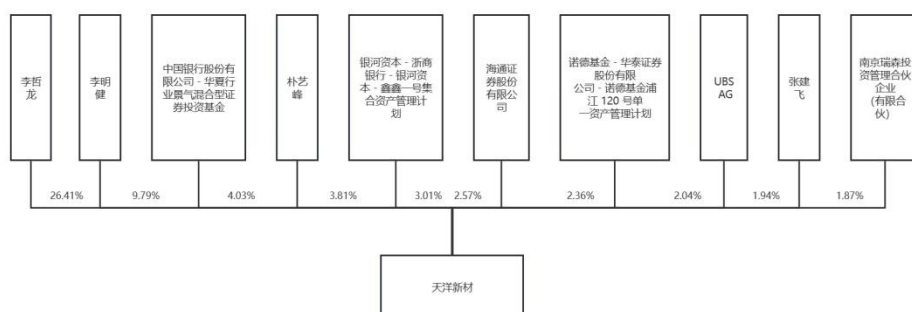 李哲
龙
李明
健
中国银行股份有
限公司 - 华夏行
业景气混合型证
券投资基金
朴艺
峰
银河资本 - 浙商
银行 - 银河资
本 - 鑫鑫一号集
合资产管理计
划
海通证
券股份
有限公
司
诺德基金 - 华泰证券
股份有限
公司 - 诺德基金浦
江 120 号单
一资产管理计划
UBS
AG
张建
飞
南京瑞森投
资管理合伙
企业
(有限合
伙)
26.41%
9.79%
4.03%
3.81%
3.01%
2.57%
2.36%
2.04%
1.94%
1.87%
天洋新材